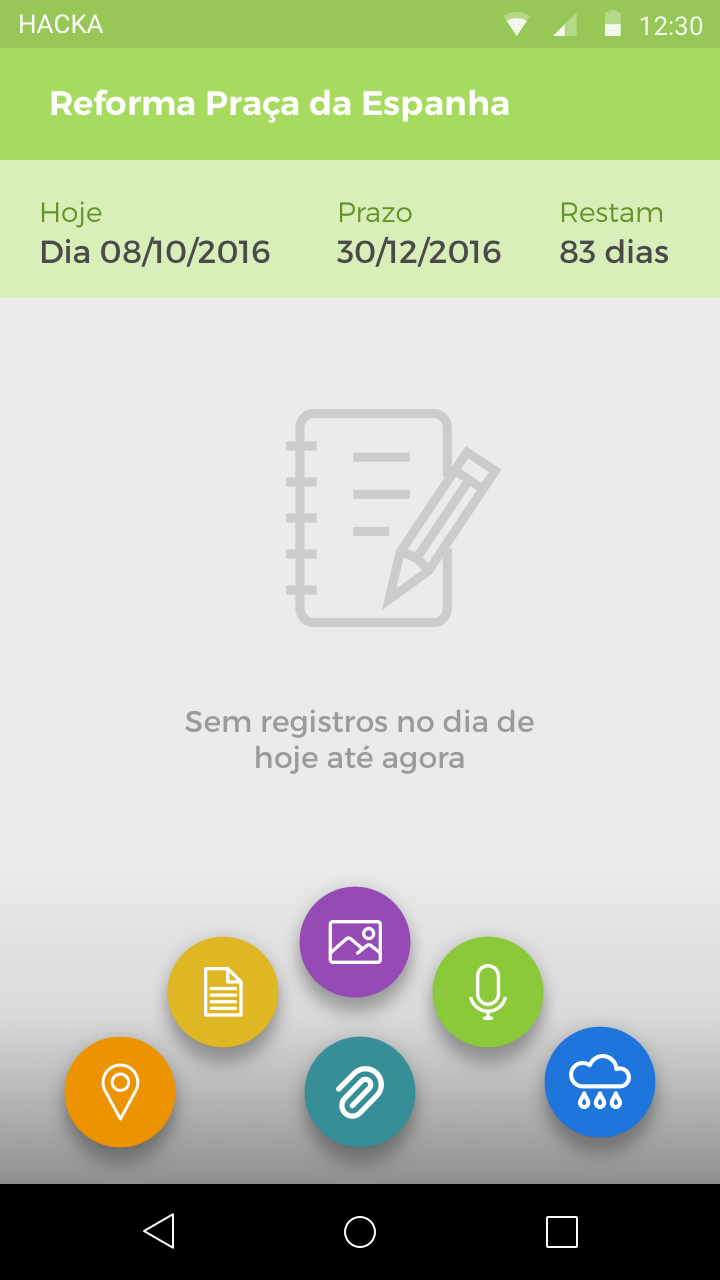 HACKA
12:30
Reforma Praça da Espanha
Hoje Prazo Restam
Dia 08/10/2016 30/12/2016 83 dias
Sem registros no dia de
hoje até agora